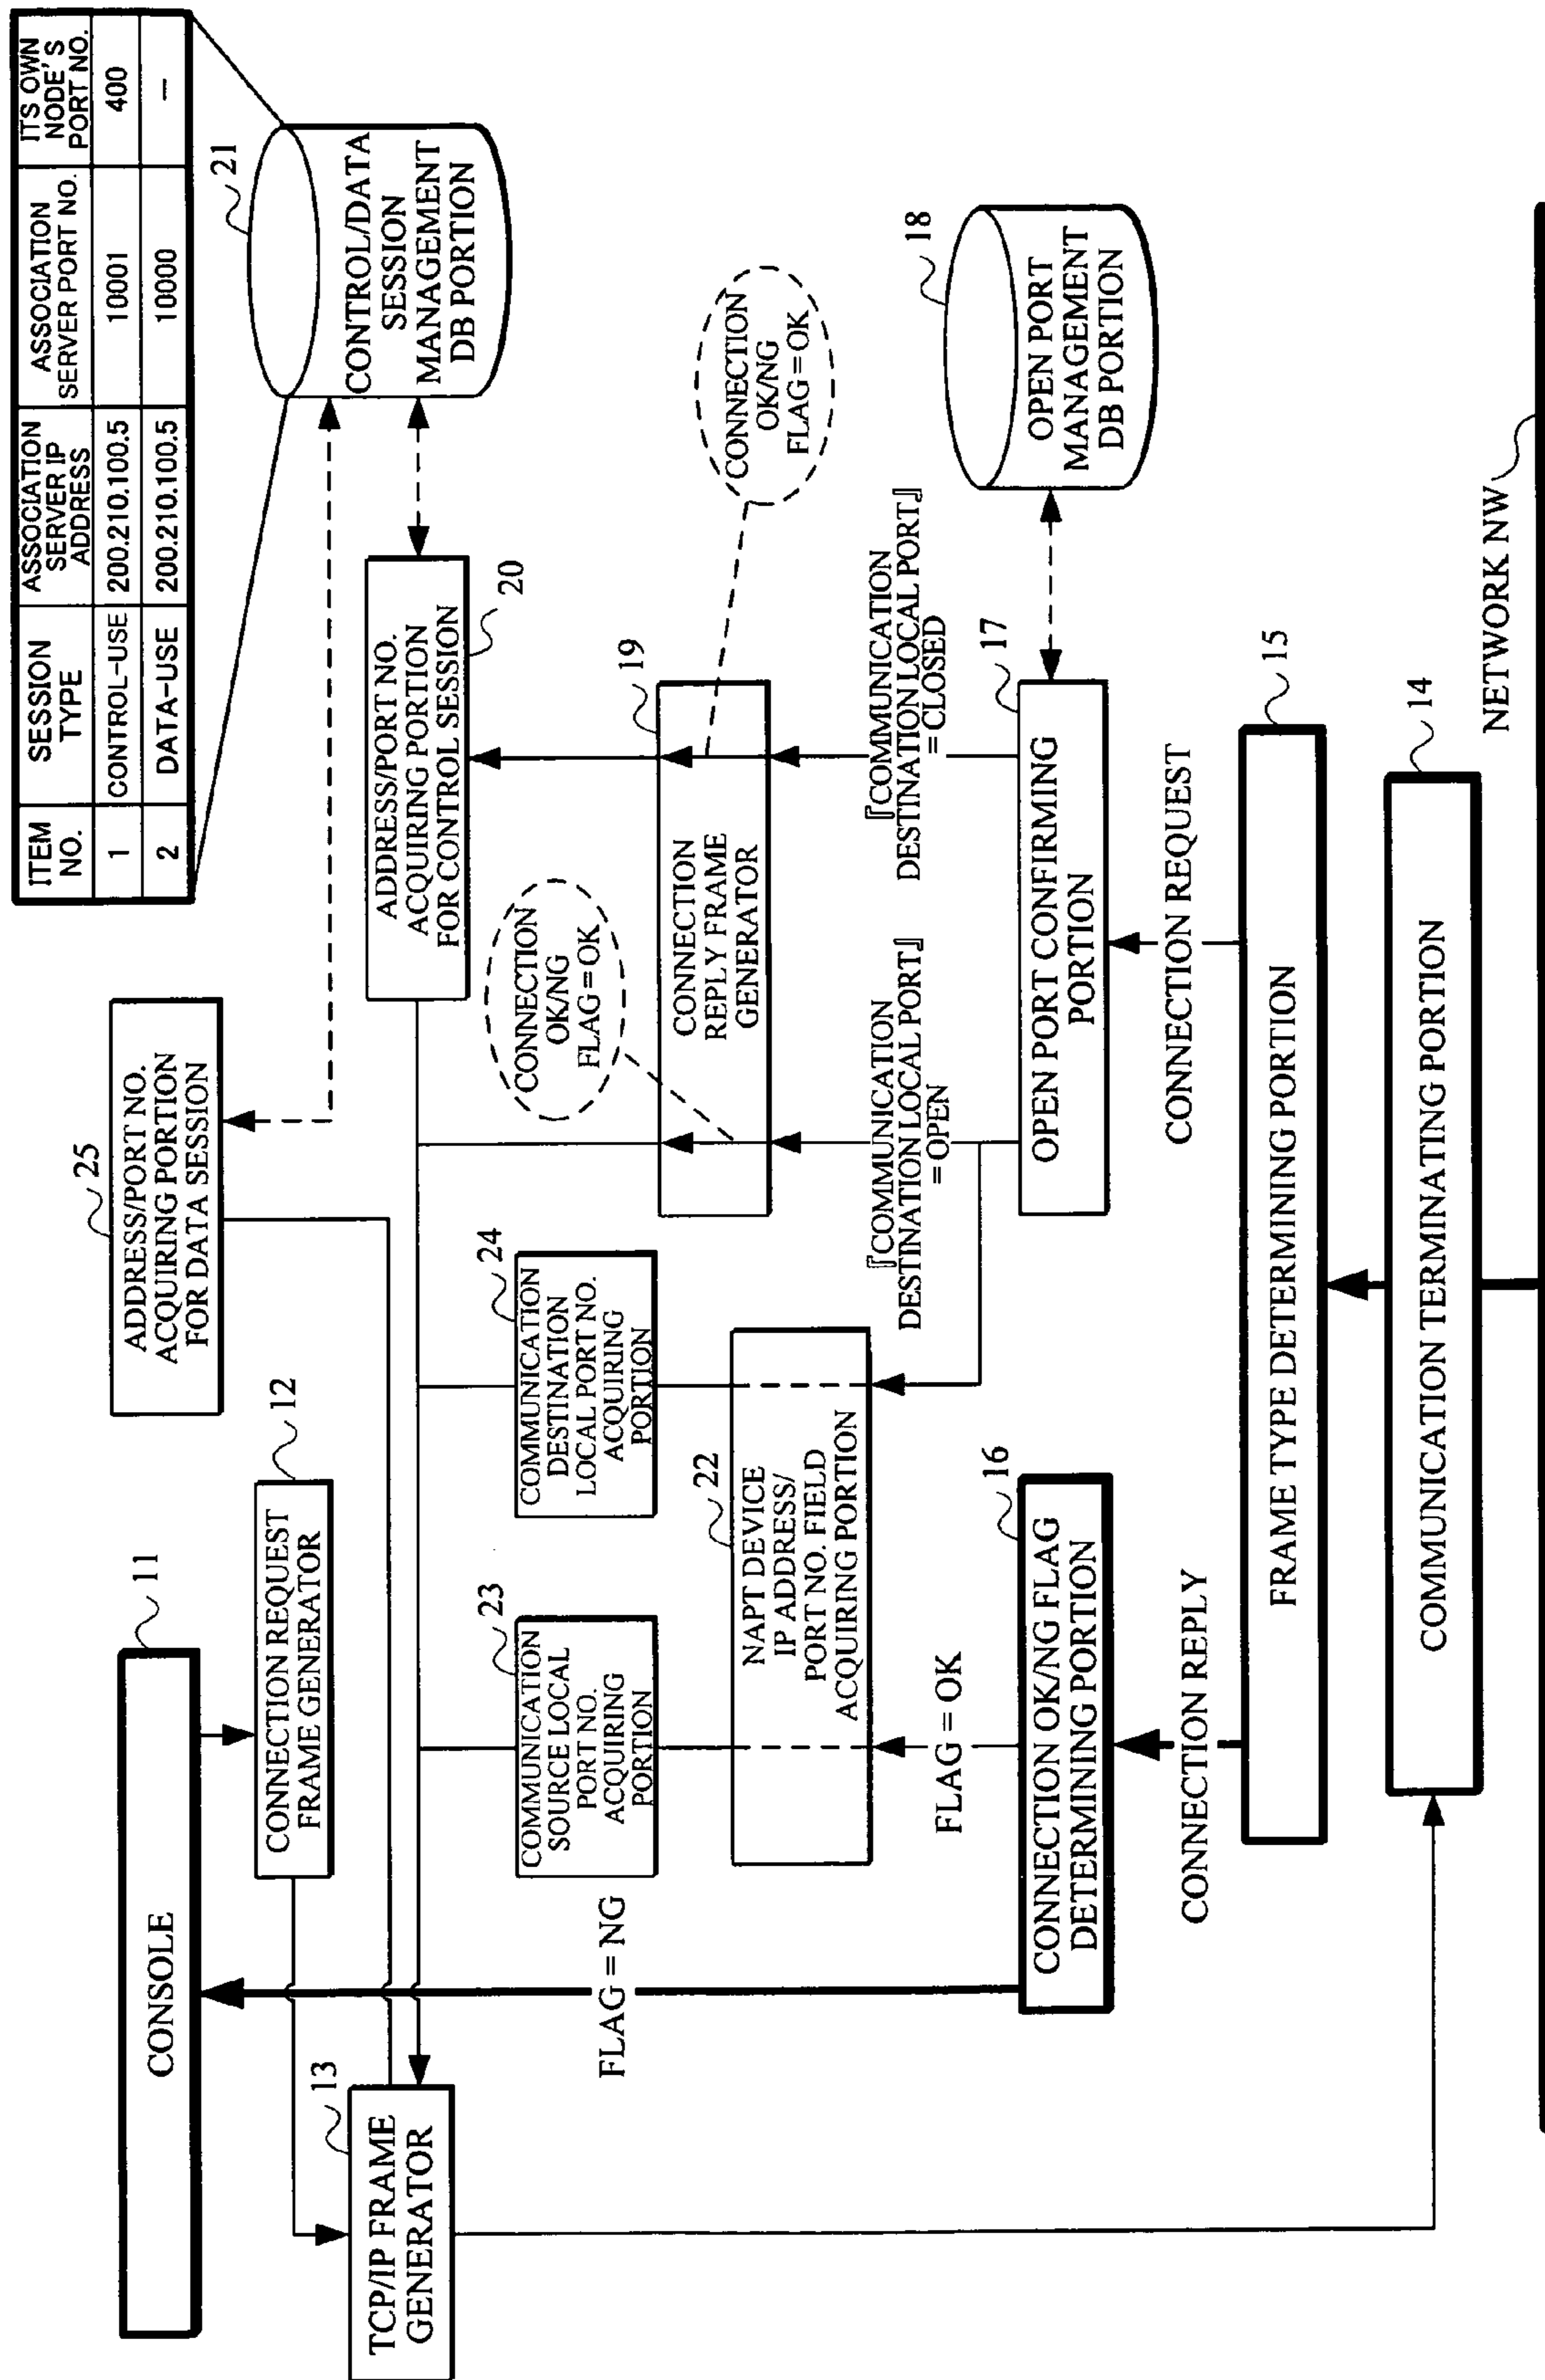 ITEM NO.
SESSION TYPE
ASSOCIATION SERVER IP ADDRESS
ASSOCIATION SERVER PORT NO.
ITS OWN NODE'S PORT NO.
1 CONTROL-USE 200.210.100.5 10001 400
2 DATA-USE 200.210.100.5 10000 —
CONSOLE
11
CONNECTION REQUEST
FRAME GENERATOR
12
ADDRESS/PORT NO.
ACQUIRING PORTION
FOR DATA SESSION
25
CONTROL/DATA
SESSION
MANAGEMENT
DB PORTION
21
TCP/IP FRAME
GENERATOR
13
ADDRESS/PORT NO.
ACQUIRING PORTION
FOR CONTROL SESSION
20
FLAG = NG
COMMUNICATION
SOURCE LOCAL
PORT NO.
ACQUIRING
PORTION
23
COMMUNICATION
DESTINATION
LOCAL PORT NO.
ACQUIRING
PORTION
24
CONNECTION
OK/NG
FLAG = OK
CONNECTION
REPLY FRAME
GENERATOR
19
CONNECTION
OK/NG
FLAG = OK
NAPT DEVICE
IP ADDRESS/
PORT NO. FIELD
ACQUIRING PORTION
22
FLAG = OK
『COMMUNICATION
DESTINATION LOCAL PORT』
= OPEN
『COMMUNICATION
DESTINATION LOCAL PORT』
= CLOSED
CONNECTION OK/NG FLAG
DETERMINING PORTION
16
OPEN PORT CONFIRMING
PORTION
17
OPEN PORT
MANAGEMENT
DB PORTION
18
CONNECTION REPLY
CONNECTION REQUEST
FRAME TYPE DETERMINING PORTION
15
COMMUNICATION TERMINATING PORTION
14
NETWORK NW